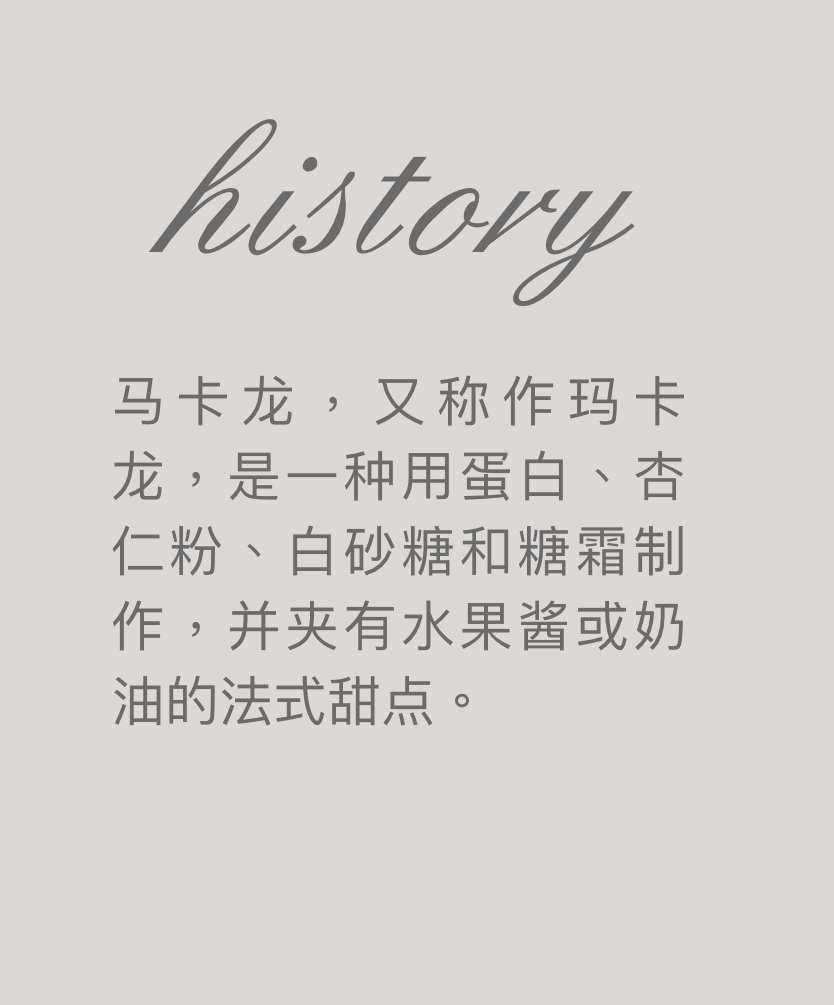 history
马卡龙，又称作玛卡
龙，是一种用蛋白、杏
仁粉、白砂糖和糖霜制
作，并夹有水果酱或奶
油的法式甜点。